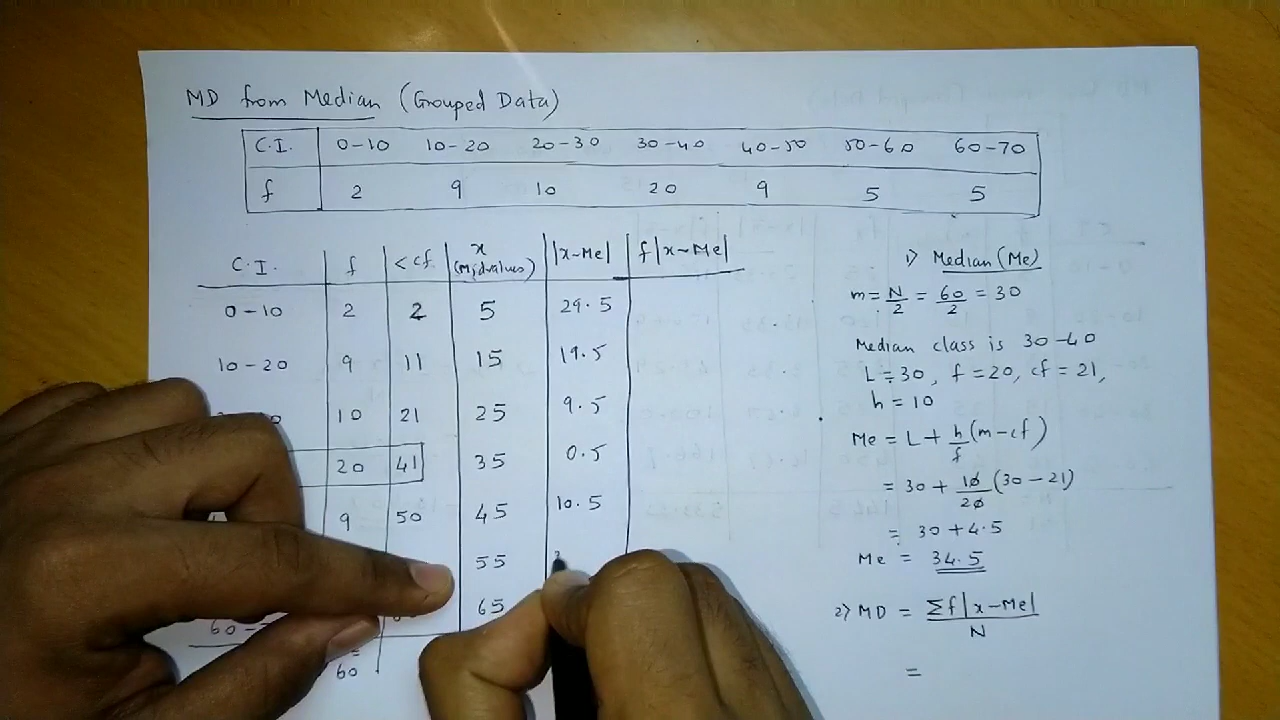 MD from Median (Grouped Data)
C.I. 0-10 10-20 20-30 30-40 40-50 50-60 60-70
f 2 9 10 20 9 5 5
C.I. f <cf. x (Midvalues) |x-Me| f|x-Me|
0-10 2 2 5 29.5
10-20 9 11 15 19.5
10 21 25 9.5
20 41 35 0.5
9 50 45 10.5
55
60- 65
60
1) Median (Me)
m = N/2 = 60/2 = 30
Median class is 30-40
L = 30, f = 20, cf = 21,
h = 10
Me = L + h/f (m-cf)
= 30 + 10/20 (30-21)
= 30 + 4.5
Me = 34.5
2) MD = Σf|x-Me|/N
=